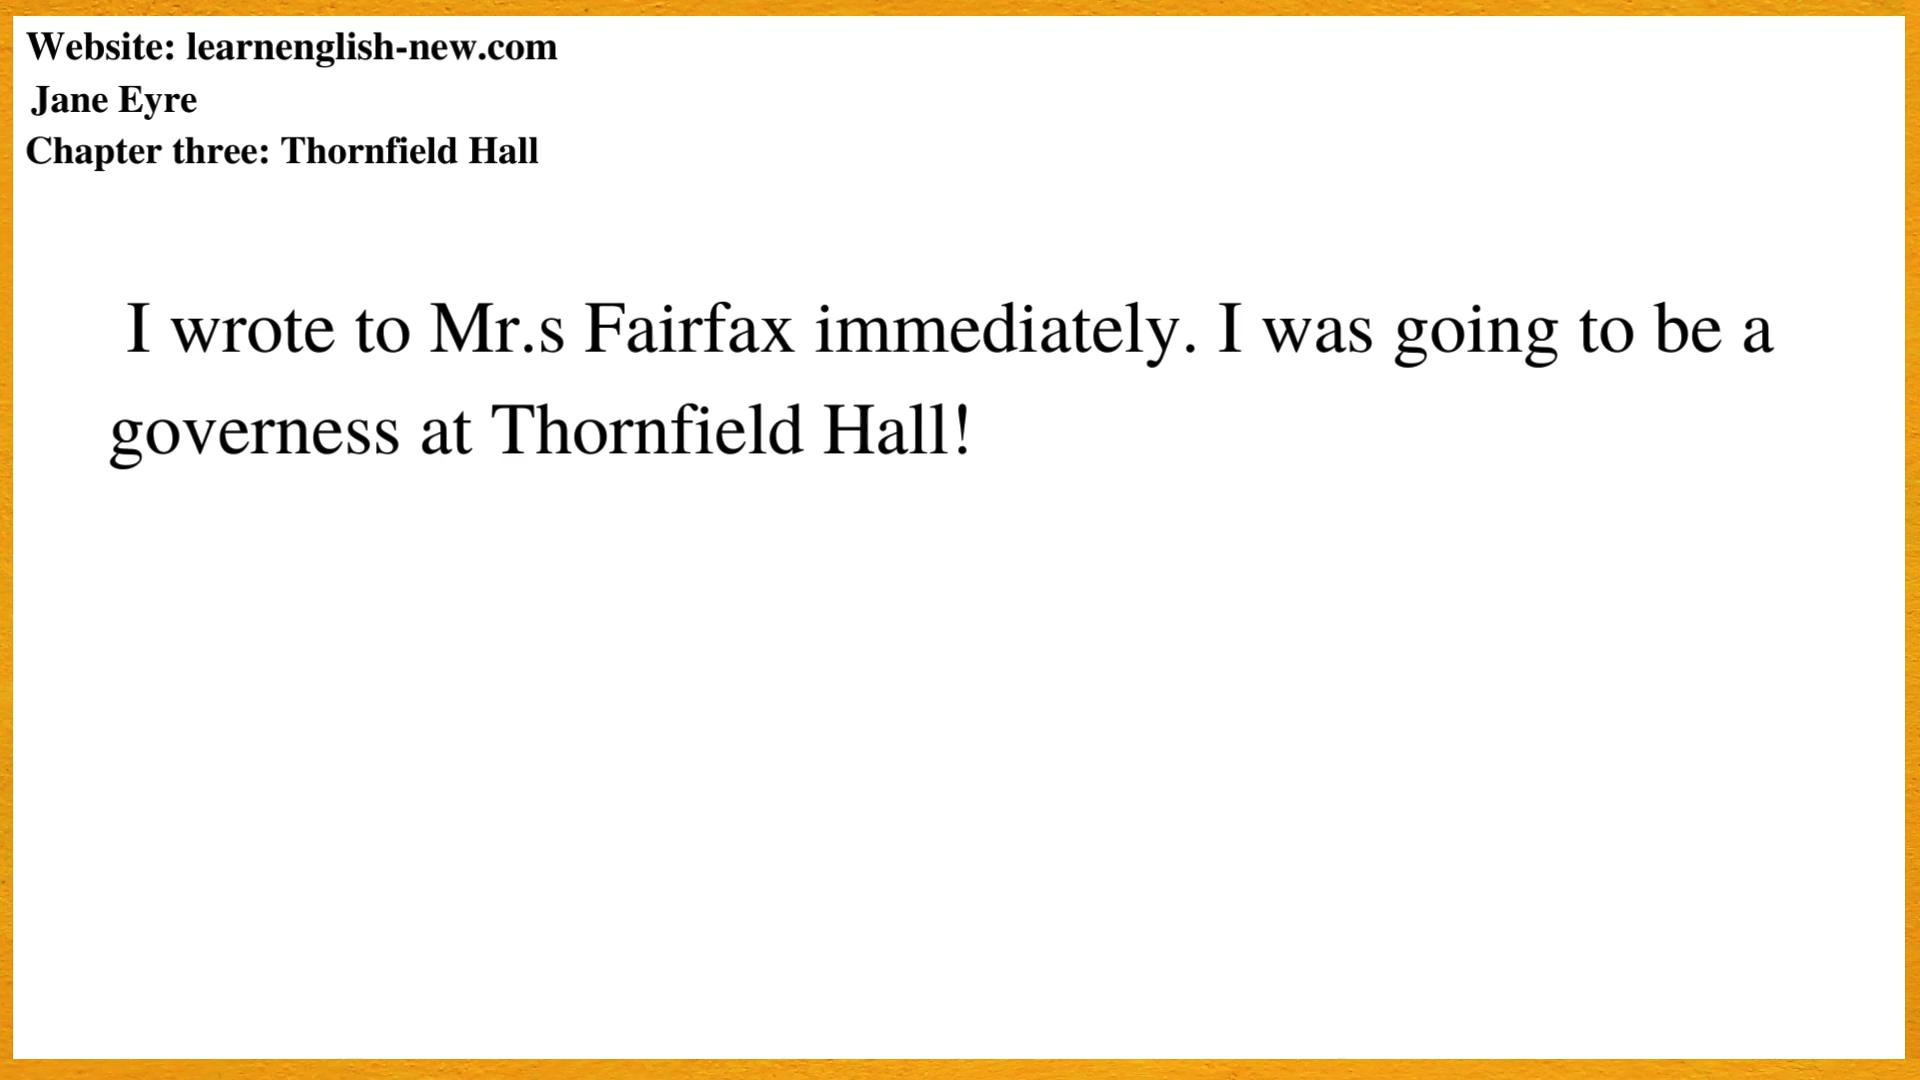 Website: learnenglish-new.com
Jane Eyre
Chapter three: Thornfield Hall
I wrote to Mr.s Fairfax immediately. I was going to be a
governess at Thornfield Hall!